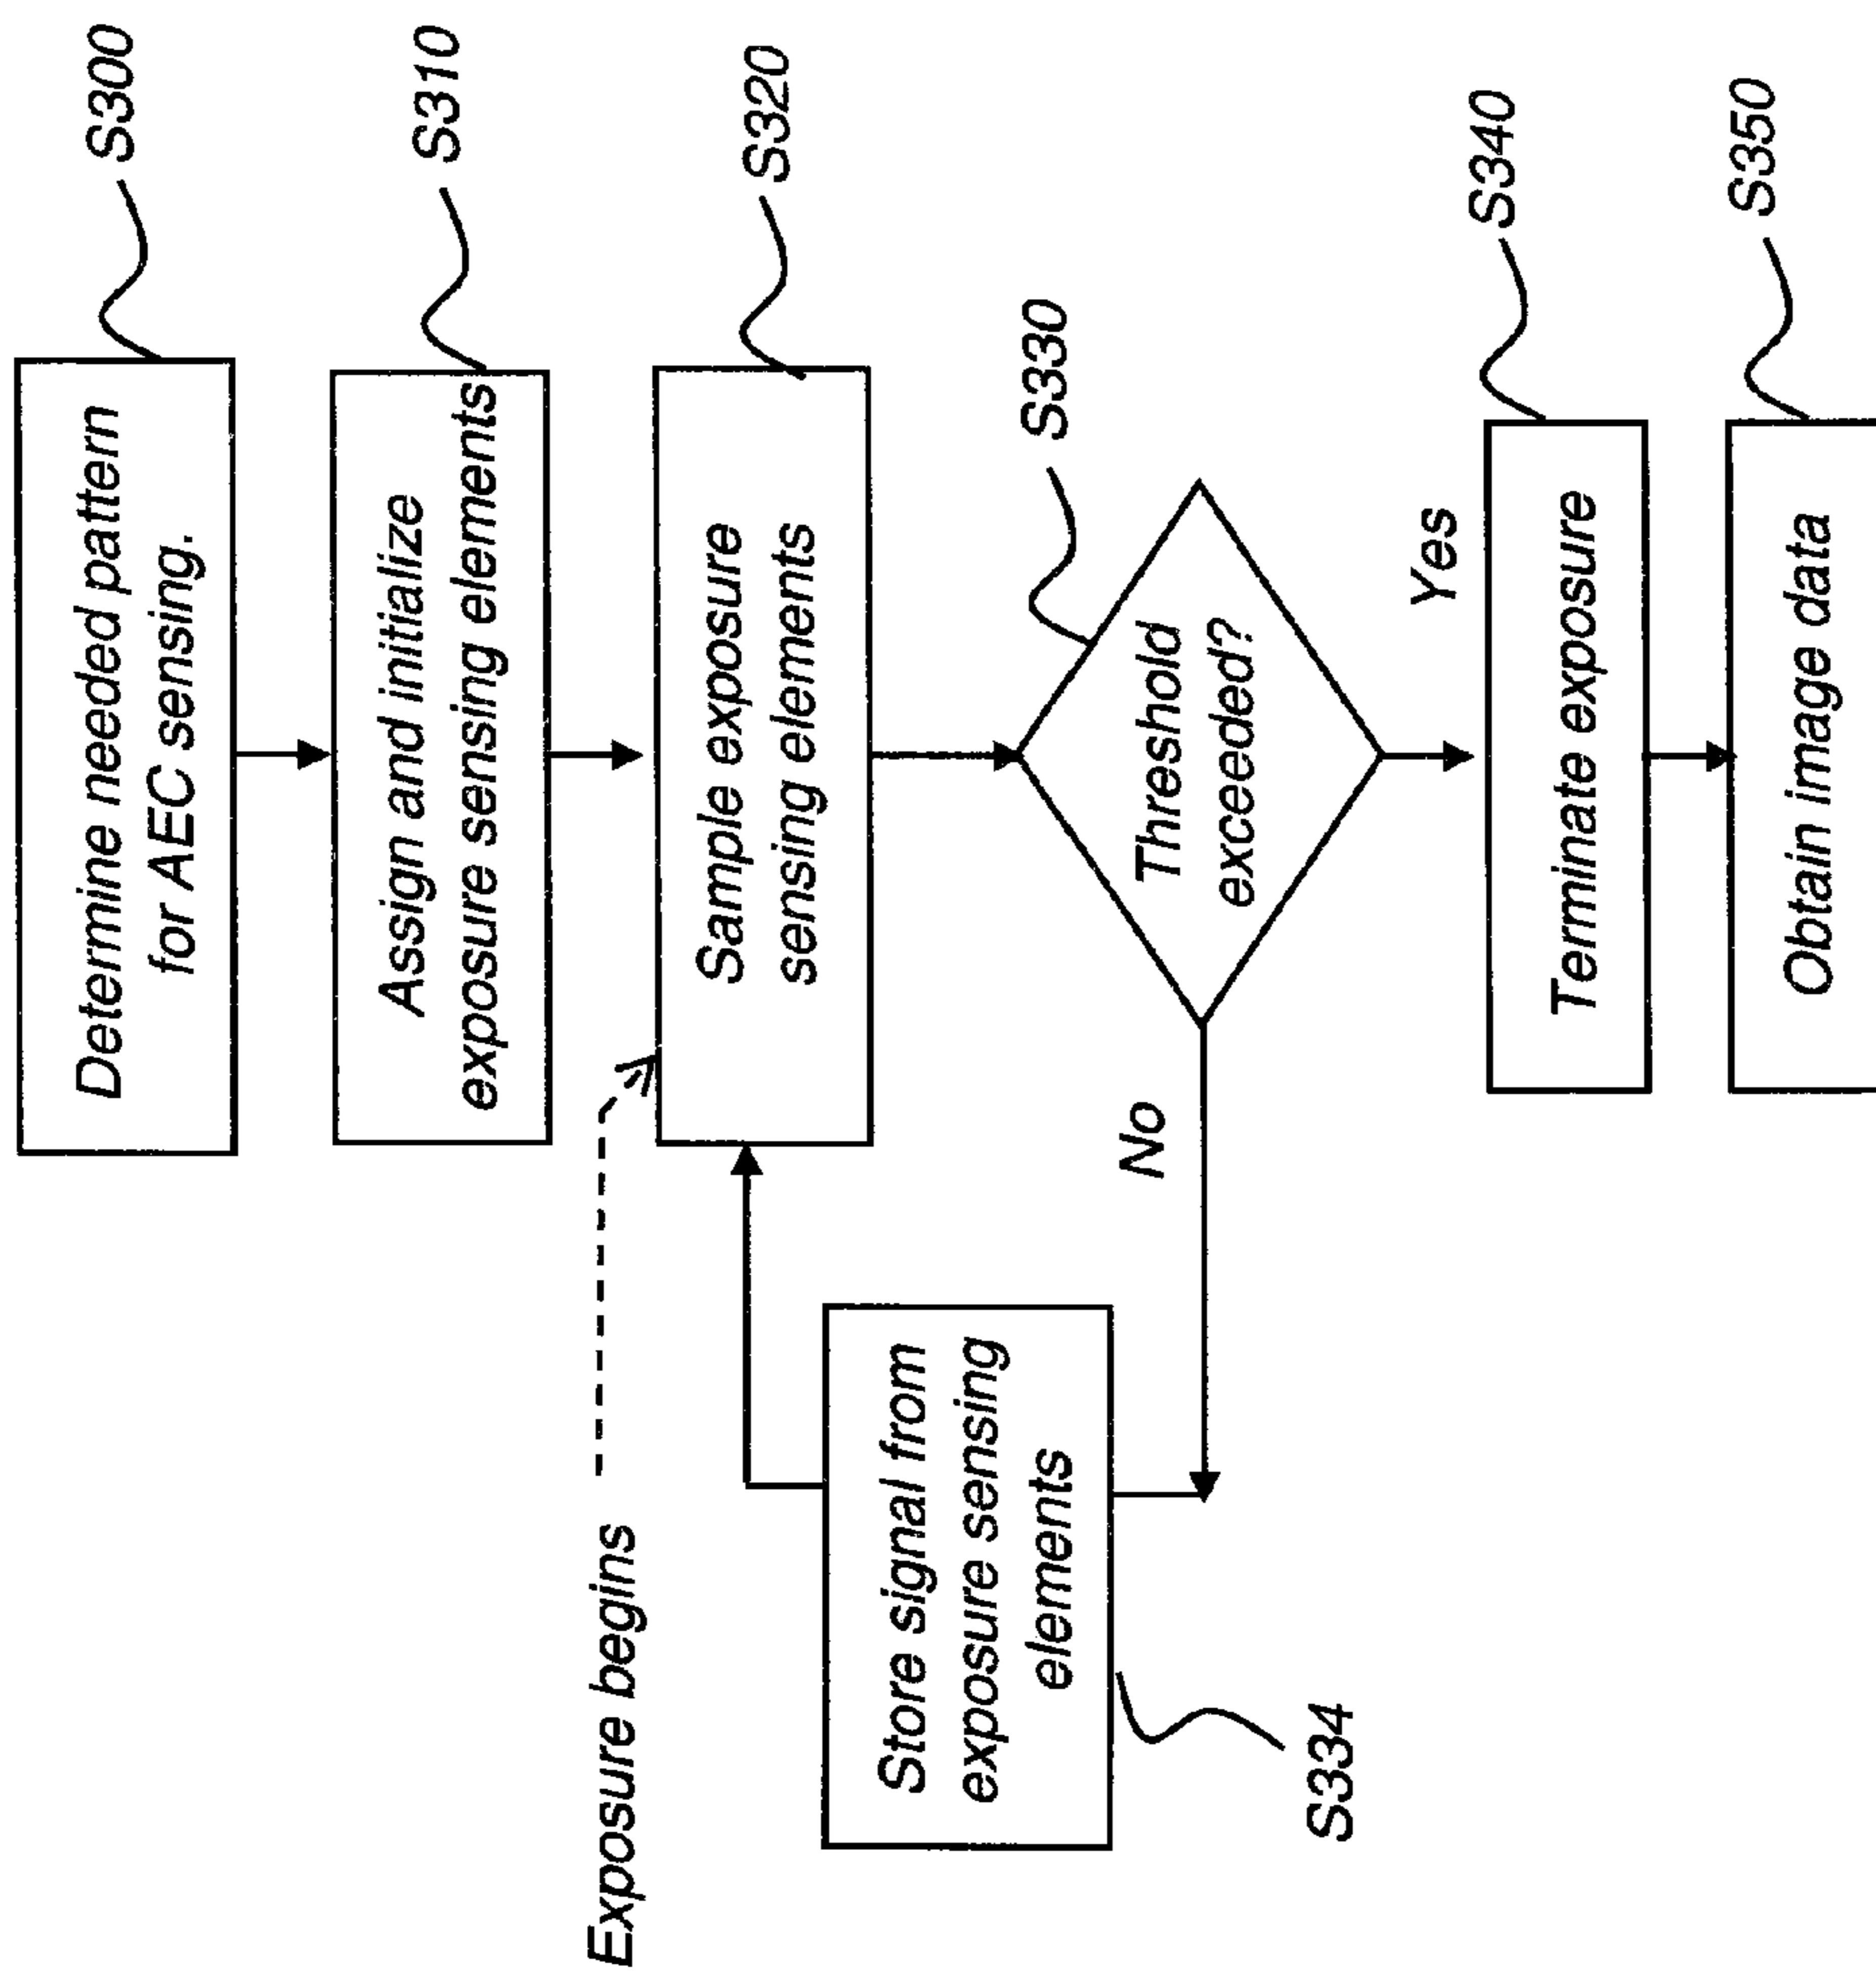 Determine needed pattern
for AEC sensing.
S300
Assign and initialize
exposure sensing elements
S310
Exposure begins
Sample exposure
sensing elements
S320
Threshold
exceeded?
S330
No
Store signal from
exposure sensing
elements
S334
Yes
Terminate exposure
S340
Obtain image data
S350